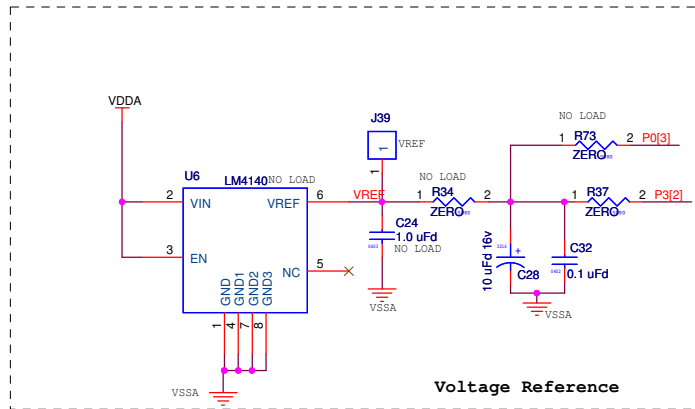 VDDA
U6
LM4140 NO LOAD
2 VIN
VREF 6
3 EN
NC 5
GND GND1 GND2 GND3
1 4 7 8
VSSA
J39
1
VREF
1
VREF
C24
1.0 uFd
0603
NO LOAD
VSSA
NO LOAD
R34
2
ZERO
NO LOAD
1 R73 2 P0[3]
ZERO
1 R37 2 P3[2]
ZERO
10 uFd 16v
3216
+
C28
C32
0.1 uFd
VSSA
Voltage Reference